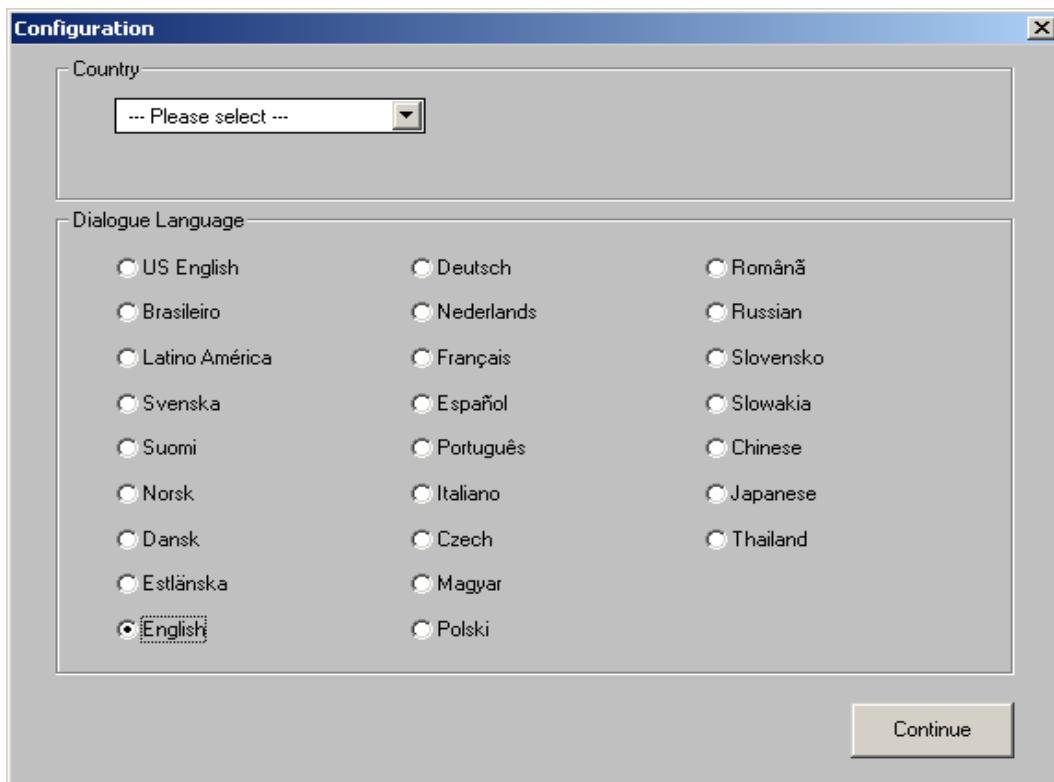 Configuration
Country
--- Please select ---
Dialogue Language
US English
Brasileiro
Latino América
Svenska
Suomi
Norsk
Dansk
Estlänska
English
Deutsch
Nederlands
Français
Español
Português
Italiano
Czech
Magyar
Polski
Românã
Russian
Slovensko
Slowakia
Chinese
Japanese
Thailand
Continue